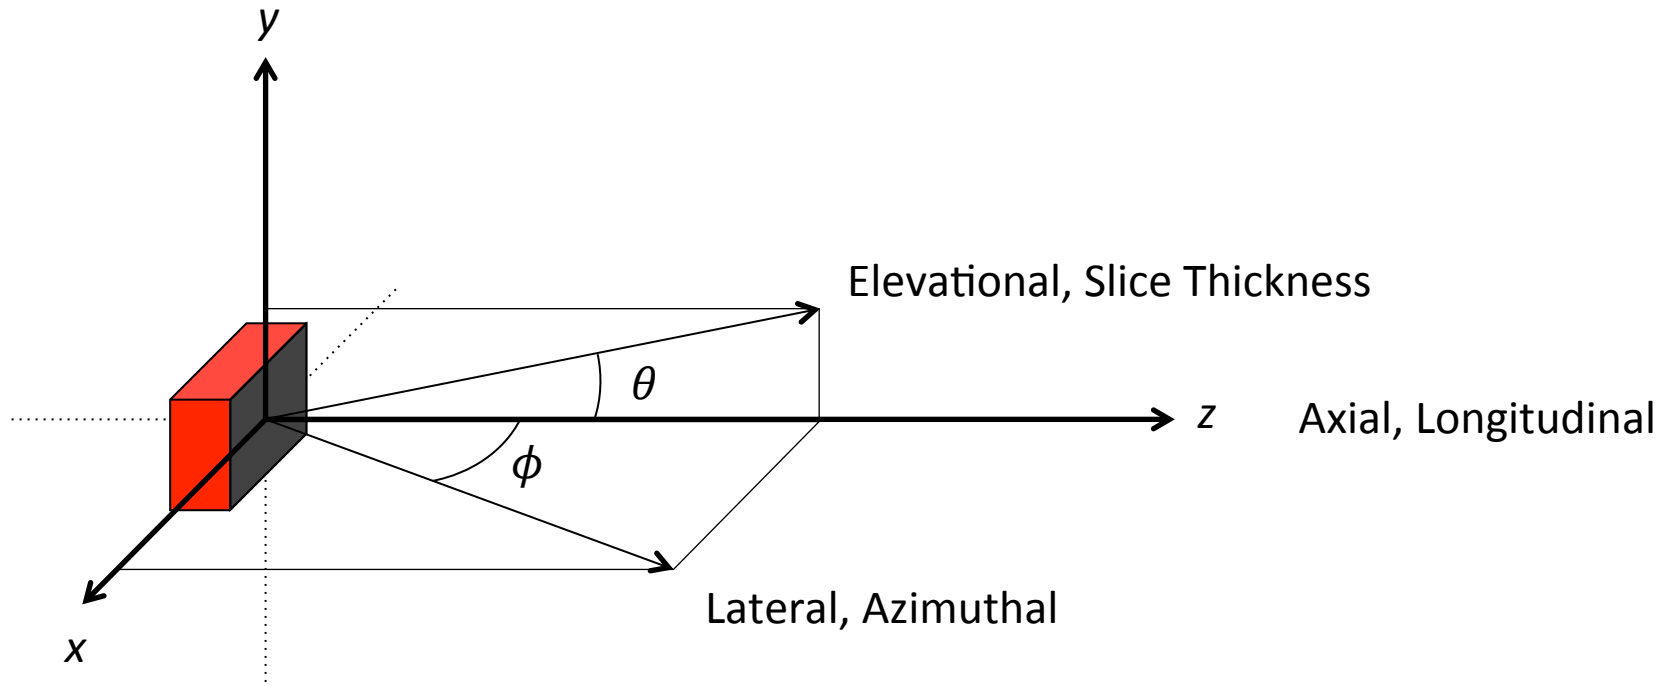 y
Elevational, Slice Thickness
θ
z
Axial, Longitudinal
ϕ
Lateral, Azimuthal
x